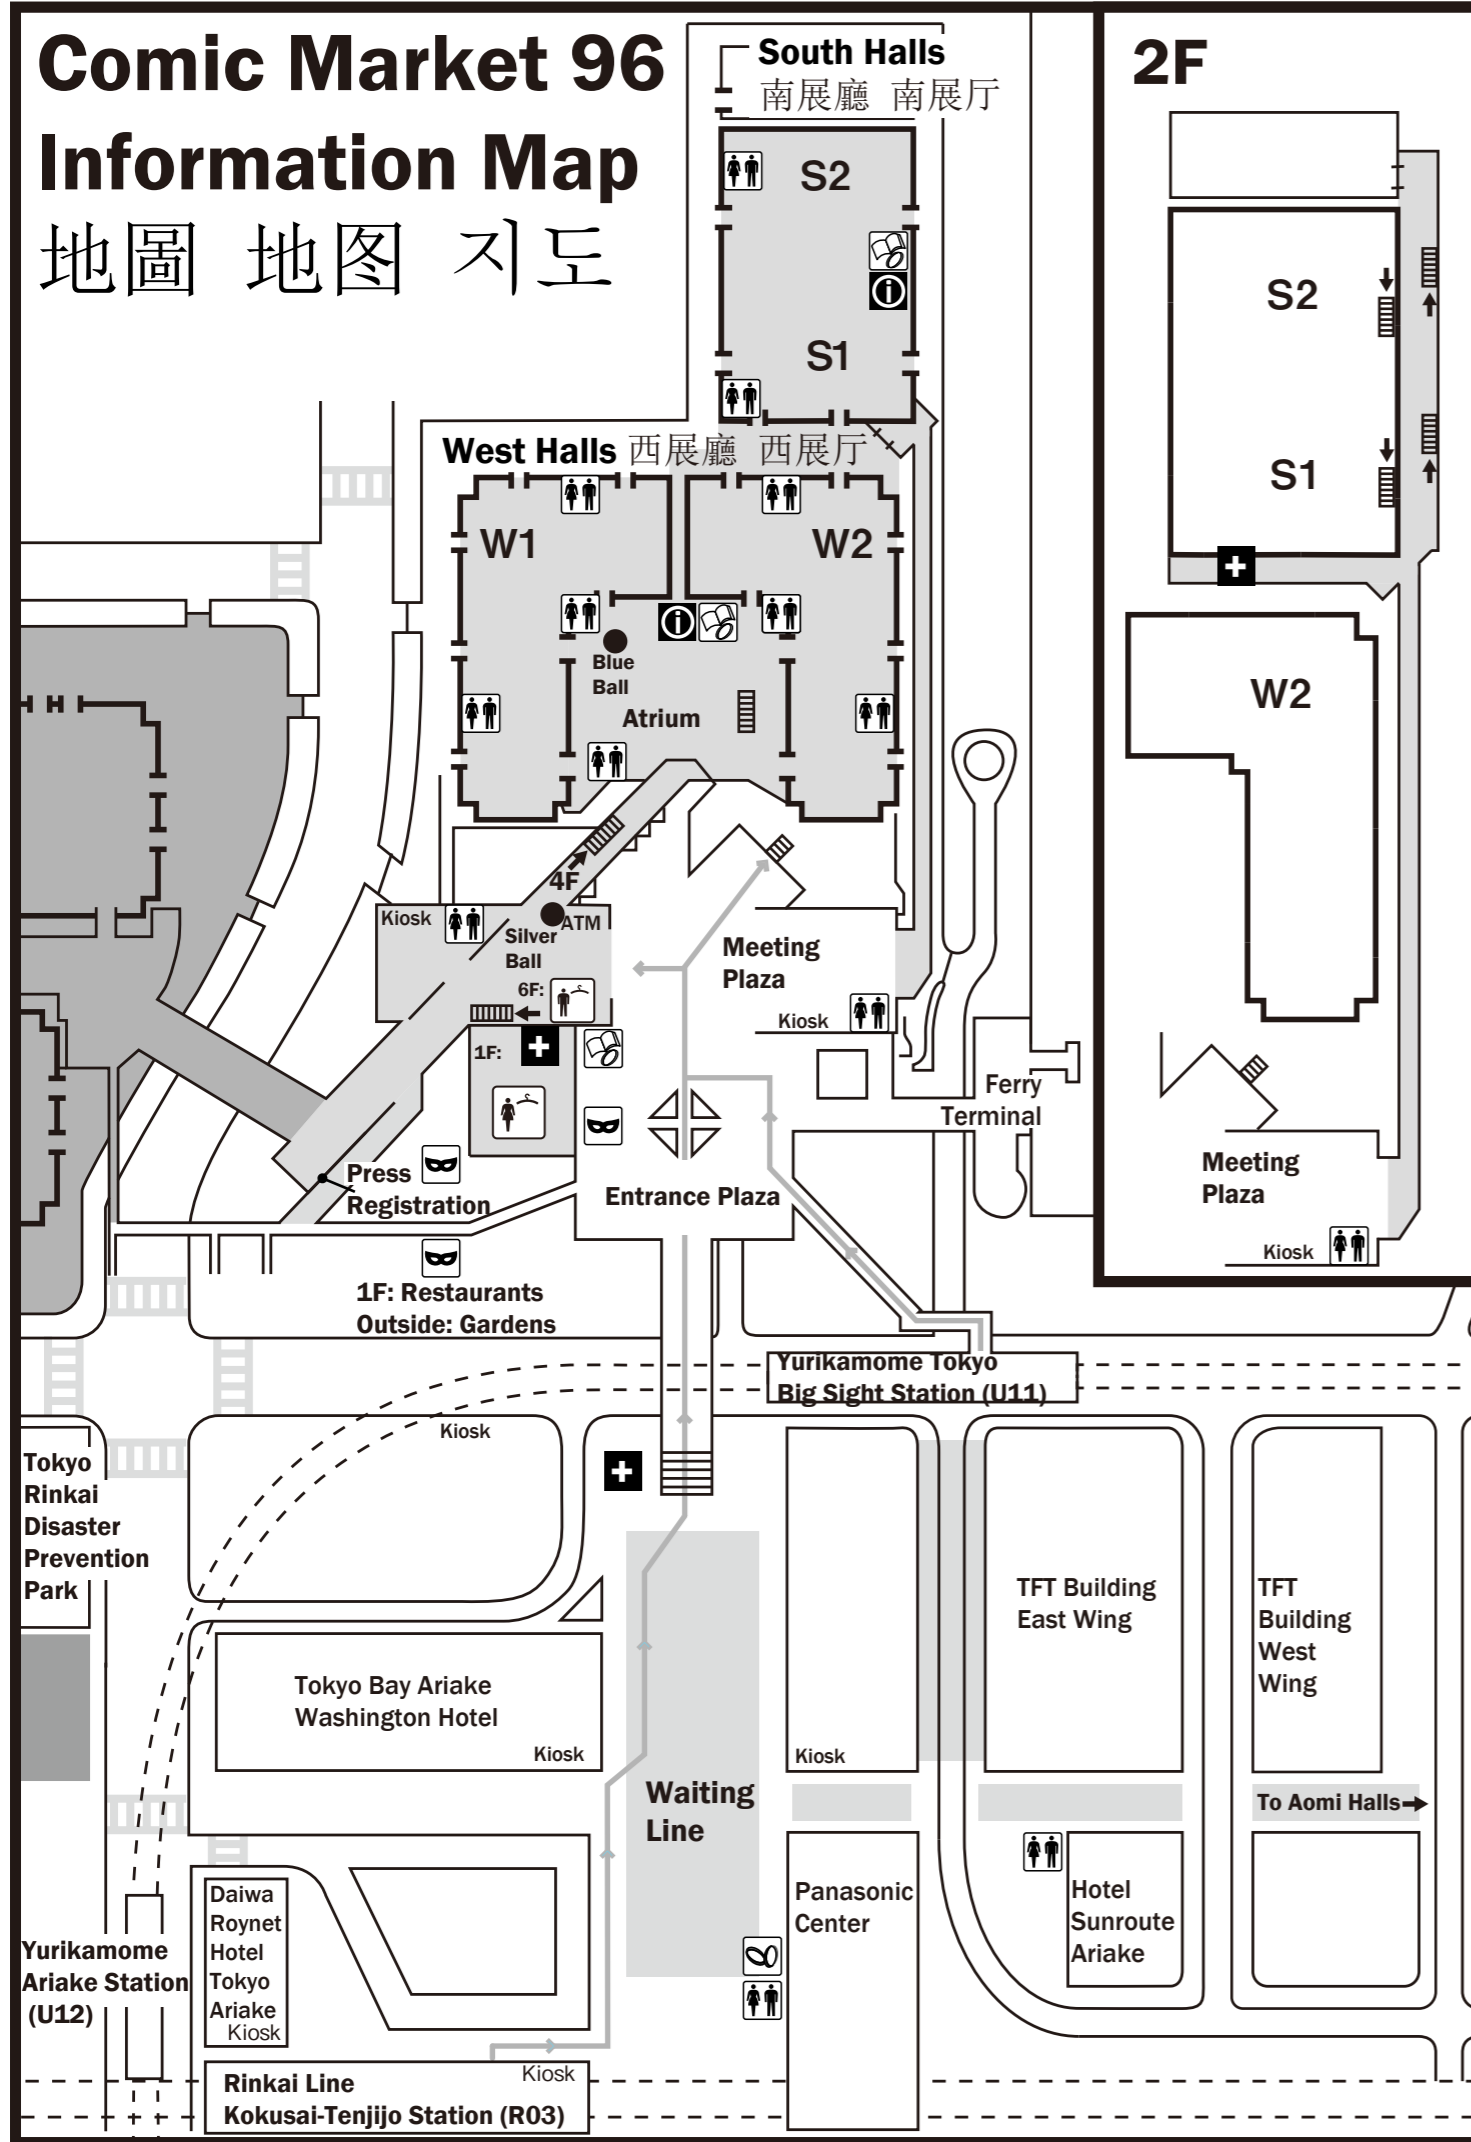 Comic Market 96
Information Map
地圖 地图 지도
South Halls
南展廳 南展厅
S2
S1
West Halls 西展廳 西展厅
W1
W2
Blue
Ball
Atrium
4F
Kiosk
ATM
Silver
Ball
6F:
1F:
Meeting
Plaza
Kiosk
Ferry
Terminal
Press
Registration
Entrance Plaza
1F: Restaurants
Outside: Gardens
2F
S2
S1
W2
Meeting
Plaza
Kiosk
Yurikamome Tokyo
Big Sight Station (U11)
Kiosk
Tokyo
Rinkai
Disaster
Prevention
Park
TFT Building
East Wing
TFT
Building
West
Wing
Tokyo Bay Ariake
Washington Hotel
Kiosk
Kiosk
Waiting
Line
To Aomi Halls
Daiwa
Roynet
Hotel
Tokyo
Ariake
Kiosk
Yurikamome
Ariake Station
(U12)
Panasonic
Center
Hotel
Sunroute
Ariake
Kiosk
Rinkai Line
Kokusai-Tenjijo Station (R03)